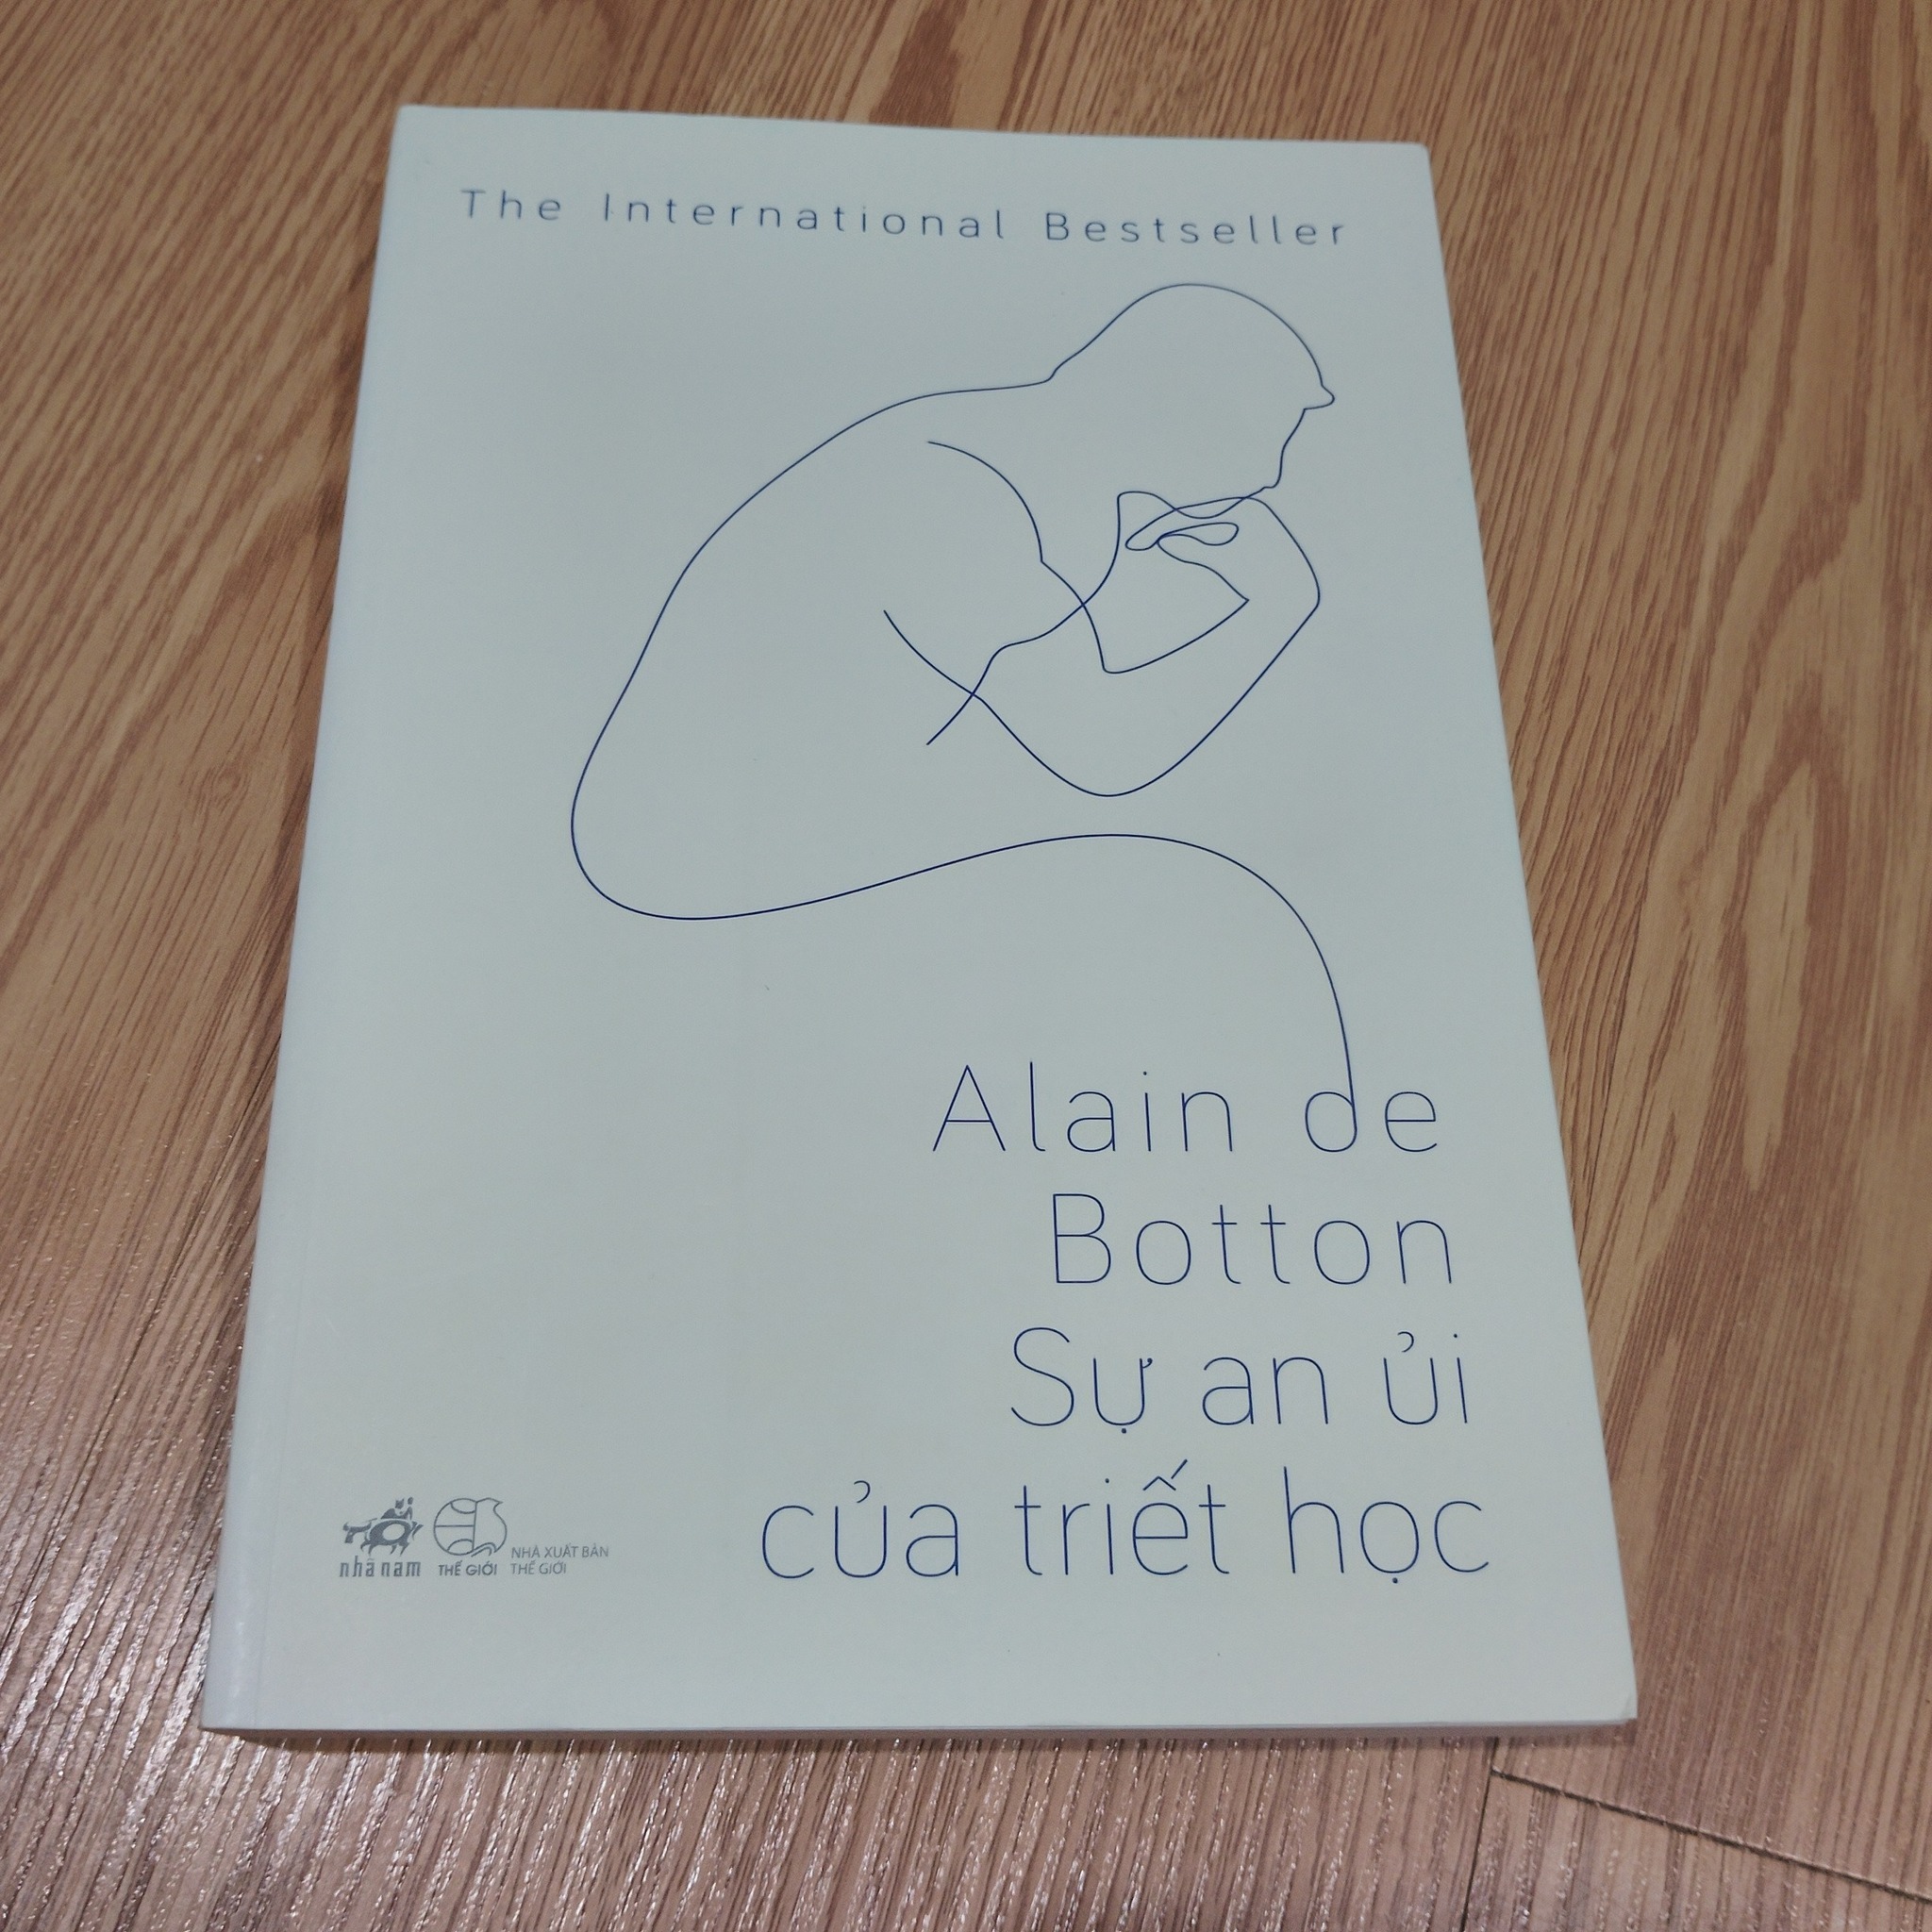 The International Bestseller
Alain de
Botton
Sự an ủi
của triết học
nhã nam
THẾ GIỚI
NHÀ XUẤT BẢN
THẾ GIỚI